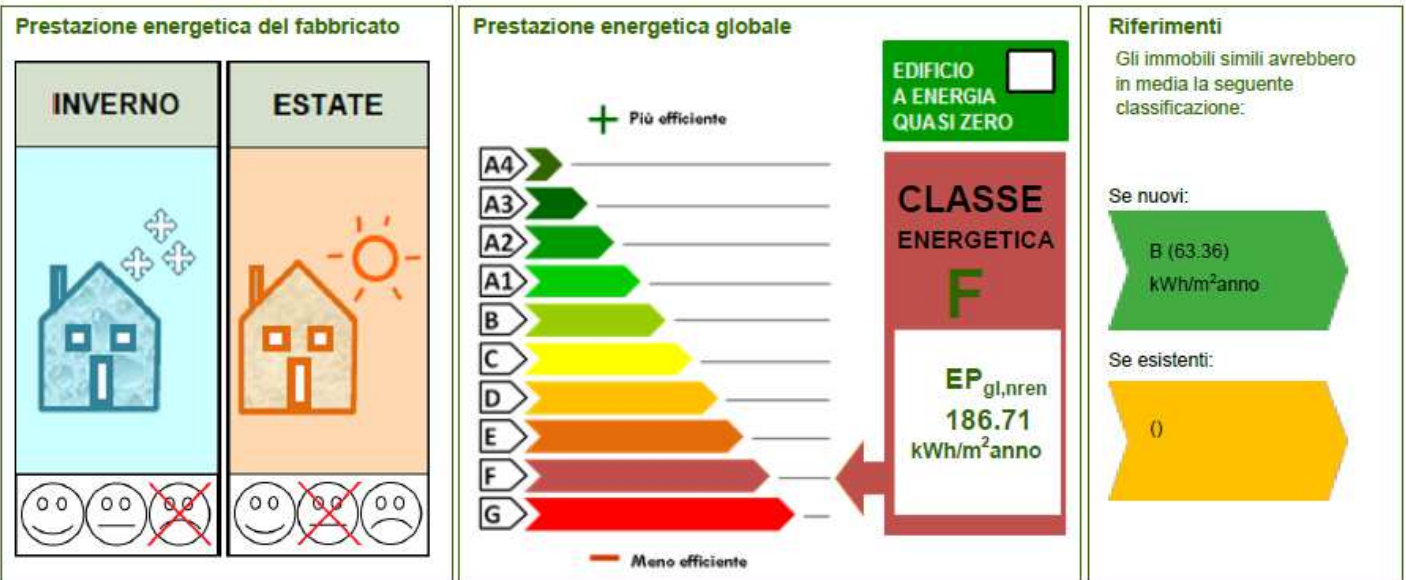 Prestazione energetica del fabbricato
INVERNO
ESTATE
Prestazione energetica globale
+ Più efficiente
A4
A3
A2
A1
B
C
D
E
F
G
− Meno efficiente
EDIFICIO
A ENERGIA
QUASI ZERO
CLASSE
ENERGETICA
F
EPgl,nren
186.71
kWh/m²anno
Riferimenti
Gli immobili simili avrebbero
in media la seguente
classificazione:
Se nuovi:
B (63.36)
kWh/m²anno
Se esistenti:
()